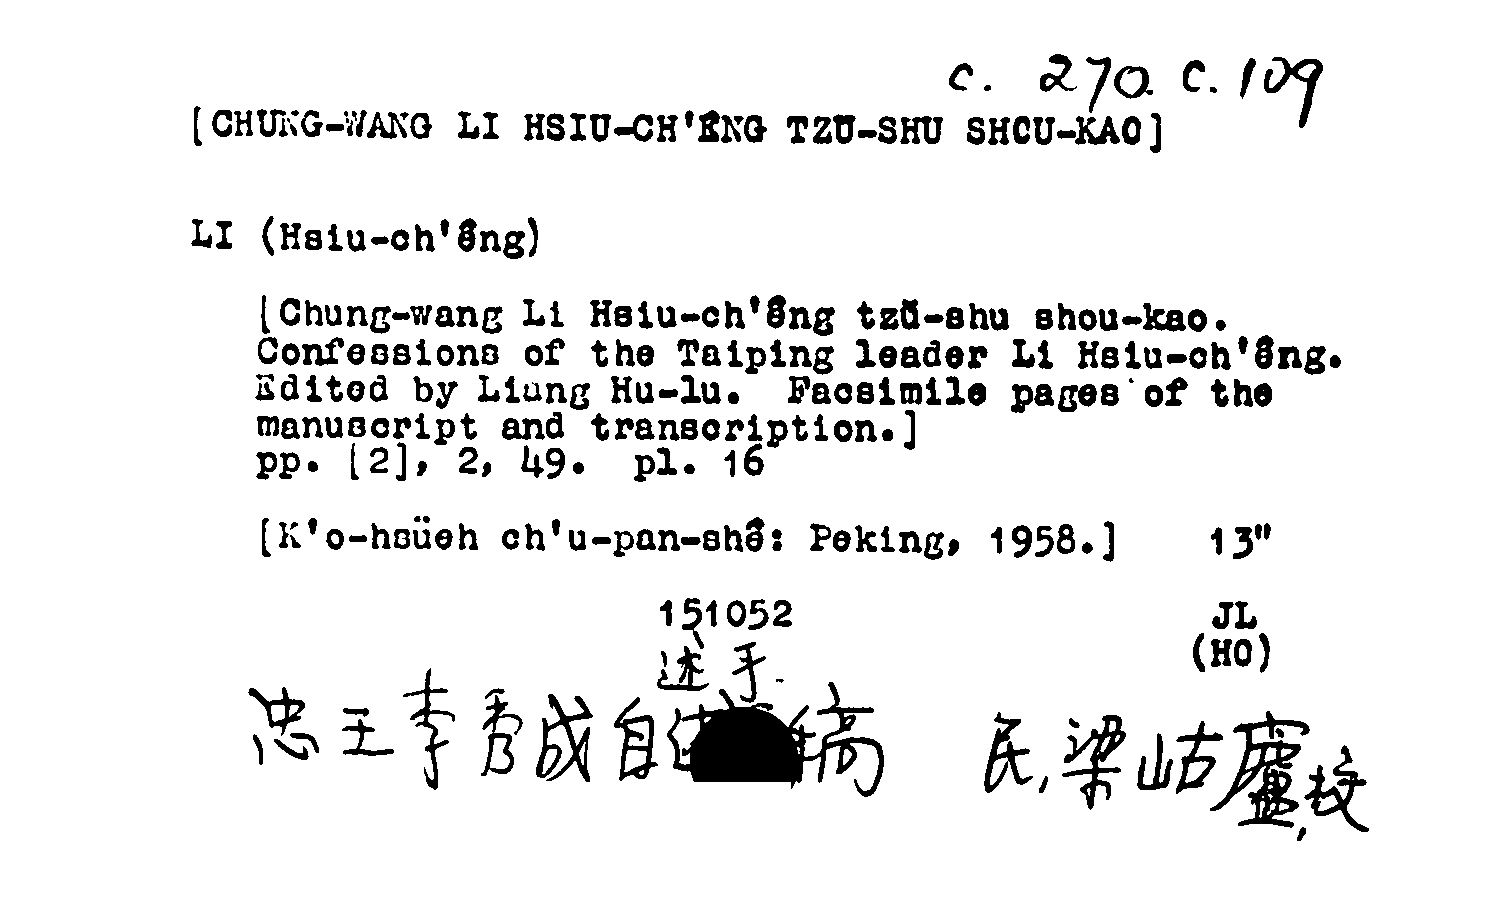 c. 270. c. 109
[CHUNG-WANG LI HSIU-CH'ÊNG TZŬ-SHU SHOU-KAO]
LI (Hsiu-ch'êng)
[Chung-wang Li Hsiu-ch'êng tzŭ-shu shou-kao.
Confessions of the Taiping leader Li Hsiu-ch'êng.
Edited by Liang Hu-lu. Facsimile pages of the
manuscript and transcription.]
pp. [2], 2, 49. pl. 16
[K'o-hsüeh ch'u-pan-shê: Peking, 1958.] 13"
151052 JL
(HO)
述手
忠王李秀成自 稿 民,梁岵廬,校